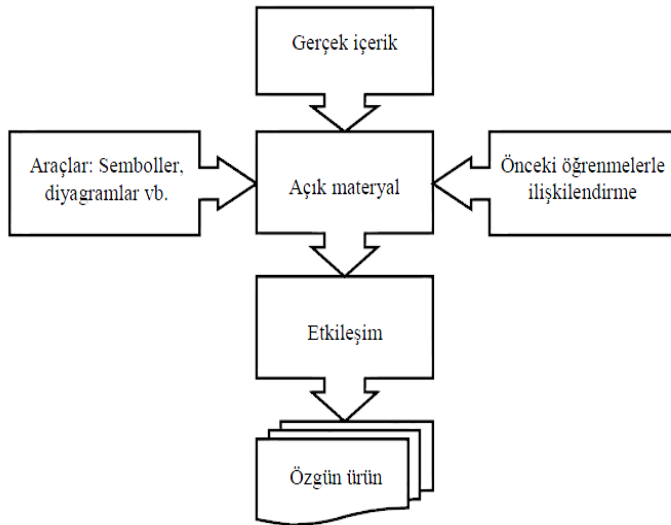 Gerçek içerik
Araçlar: Semboller,
diyagramlar vb.
Açık materyal
Önceki öğrenmelerle
ilişkilendirme
Etkileşim
Özgün ürün